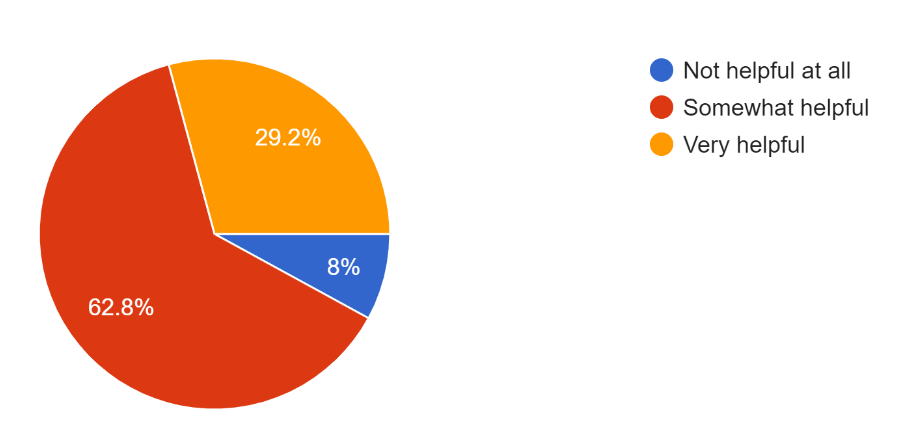 Not helpful at all
Somewhat helpful
Very helpful
29.2%
8%
62.8%